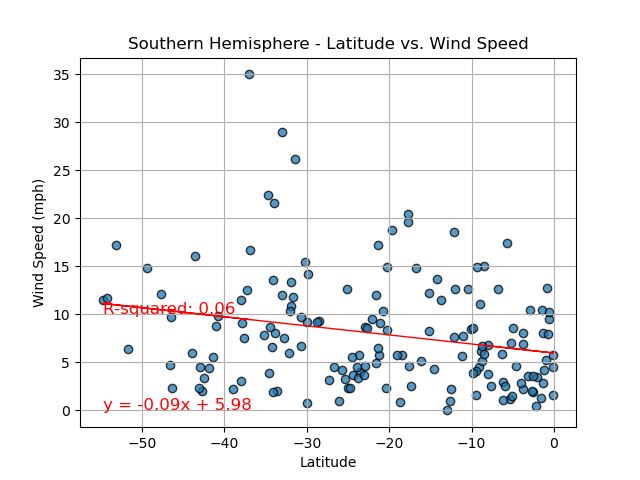 Southern Hemisphere - Latitude vs. Wind Speed
Wind Speed (mph)
35
30
25
20
15
10
5
0
R-squared: 0.06
y = -0.09x + 5.98
−50
−40
−30
−20
−10
0
Latitude